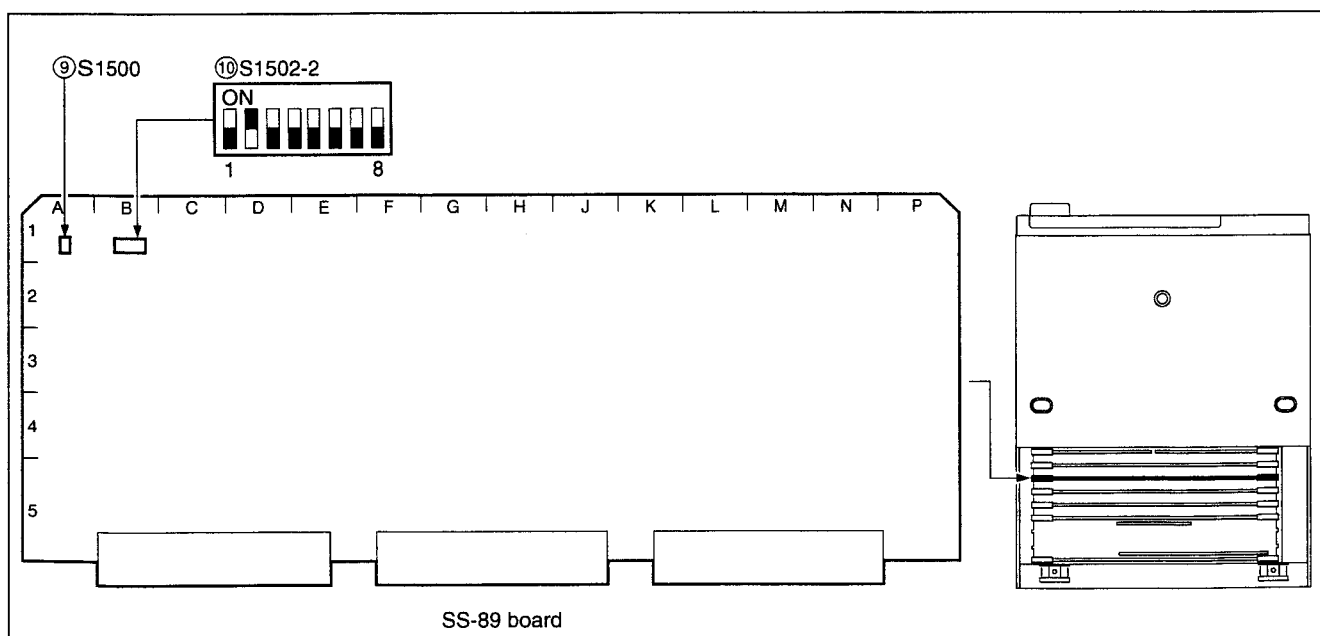 ⑨S1500
⑩S1502-2
ON
1 8
A B C D E F G H J K L M N P
1
2
3
4
5
SS-89 board